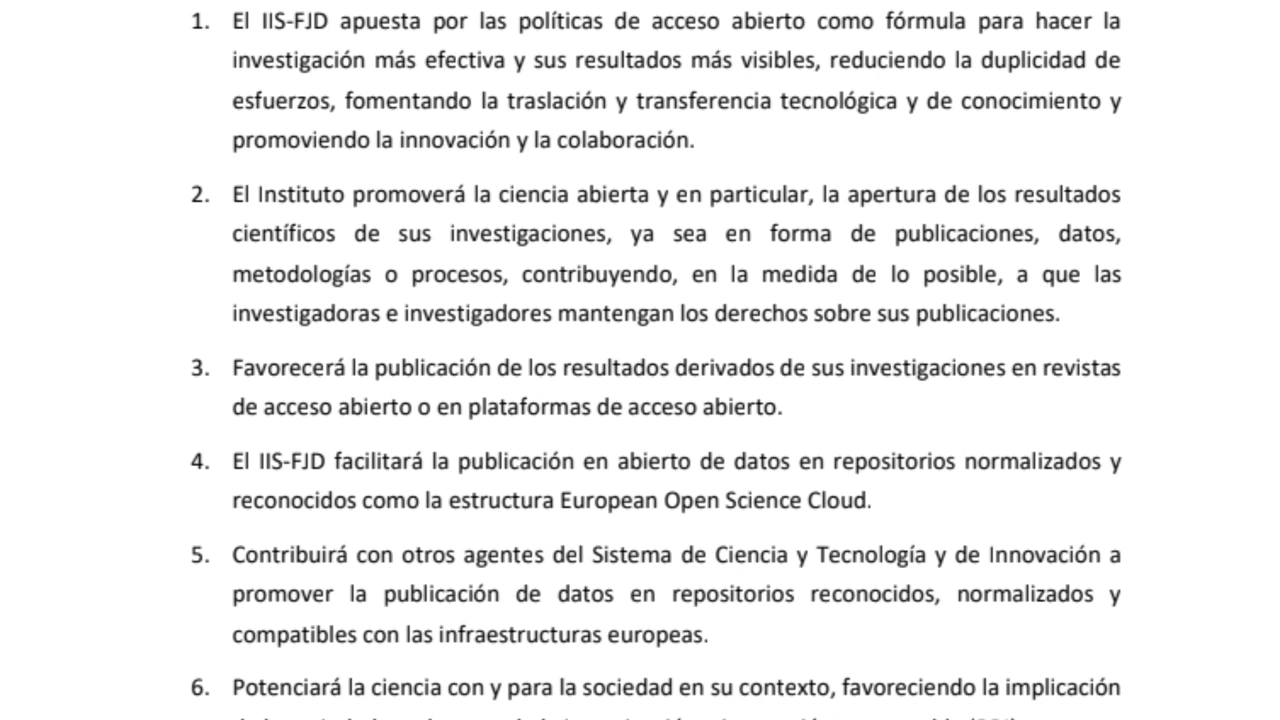 1. El IIS-FJD apuesta por las políticas de acceso abierto como fórmula para hacer la
investigación más efectiva y sus resultados más visibles, reduciendo la duplicidad de
esfuerzos, fomentando la traslación y transferencia tecnológica y de conocimiento y
promoviendo la innovación y la colaboración.
2. El Instituto promoverá la ciencia abierta y en particular, la apertura de los resultados
científicos de sus investigaciones, ya sea en forma de publicaciones, datos,
metodologías o procesos, contribuyendo, en la medida de lo posible, a que las
investigadoras e investigadores mantengan los derechos sobre sus publicaciones.
3. Favorecerá la publicación de los resultados derivados de sus investigaciones en revistas
de acceso abierto o en plataformas de acceso abierto.
4. El IIS-FJD facilitará la publicación en abierto de datos en repositorios normalizados y
reconocidos como la estructura European Open Science Cloud.
5. Contribuirá con otros agentes del Sistema de Ciencia y Tecnología y de Innovación a
promover la publicación de datos en repositorios reconocidos, normalizados y
compatibles con las infraestructuras europeas.
6. Potenciará la ciencia con y para la sociedad en su contexto, favoreciendo la implicación